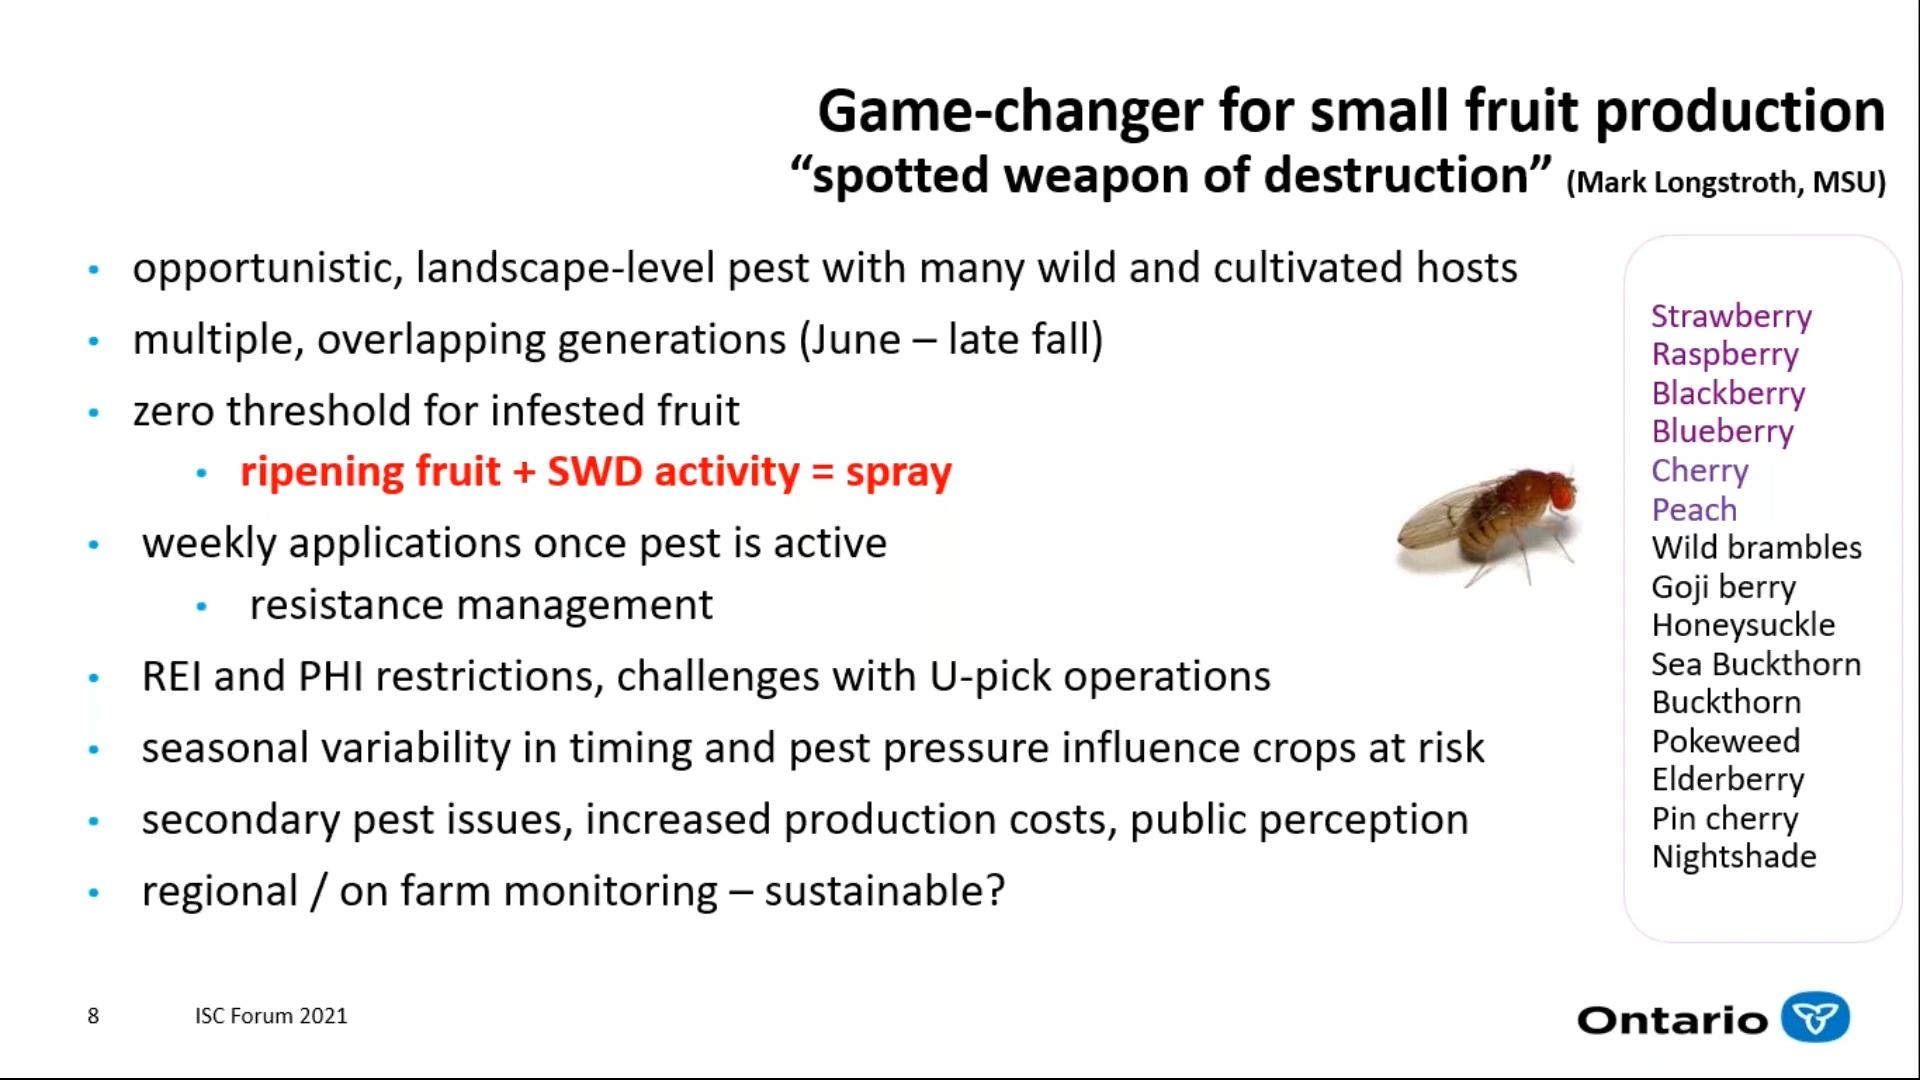 Game-changer for small fruit production
“spotted weapon of destruction” (Mark Longstroth, MSU)
• opportunistic, landscape-level pest with many wild and cultivated hosts
• multiple, overlapping generations (June – late fall)
• zero threshold for infested fruit
• ripening fruit + SWD activity = spray
• weekly applications once pest is active
• resistance management
• REI and PHI restrictions, challenges with U-pick operations
• seasonal variability in timing and pest pressure influence crops at risk
• secondary pest issues, increased production costs, public perception
• regional / on farm monitoring – sustainable?
Strawberry
Raspberry
Blackberry
Blueberry
Cherry
Peach
Wild brambles
Goji berry
Honeysuckle
Sea Buckthorn
Buckthorn
Pokeweed
Elderberry
Pin cherry
Nightshade
8 ISC Forum 2021
Ontario